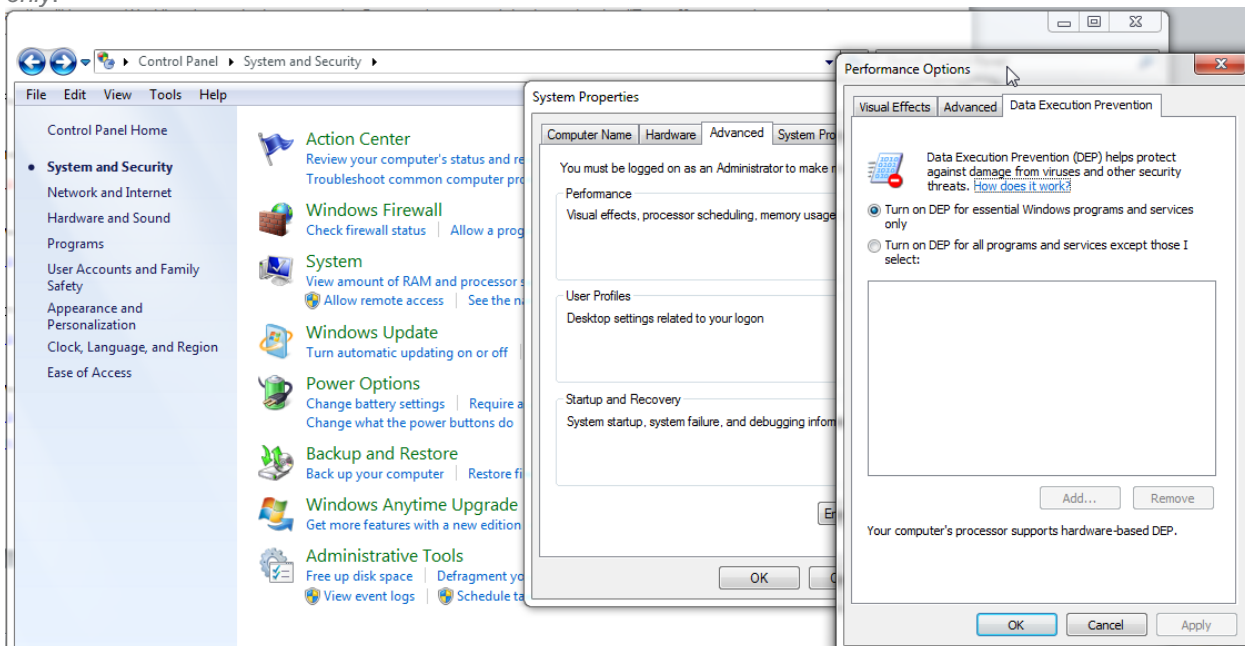 only.
Control Panel ▸ System and Security ▸
File Edit View Tools Help
Control Panel Home
System and Security
Network and Internet
Hardware and Sound
Programs
User Accounts and Family
Safety
Appearance and
Personalization
Clock, Language, and Region
Ease of Access
Action Center
Review your computer's status and re
Troubleshoot common computer pro
Windows Firewall
Check firewall status | Allow a prog
System
View amount of RAM and processor s
Allow remote access | See the na
Windows Update
Turn automatic updating on or off
Power Options
Change battery settings | Require a
Change what the power buttons do
Backup and Restore
Back up your computer | Restore fi
Windows Anytime Upgrade
Get more features with a new edition
Administrative Tools
Free up disk space | Defragment yo
View event logs | Schedule ta
System Properties
Computer Name Hardware Advanced System Pro
You must be logged on as an Administrator to make
Performance
Visual effects, processor scheduling, memory usage
User Profiles
Desktop settings related to your logon
Startup and Recovery
System startup, system failure, and debugging inform
OK
Performance Options
Visual Effects Advanced Data Execution Prevention
Data Execution Prevention (DEP) helps protect
against damage from viruses and other security
threats. How does it work?
Turn on DEP for essential Windows programs and services
only
Turn on DEP for all programs and services except those I
select:
Add... Remove
Your computer's processor supports hardware-based DEP.
OK Cancel Apply